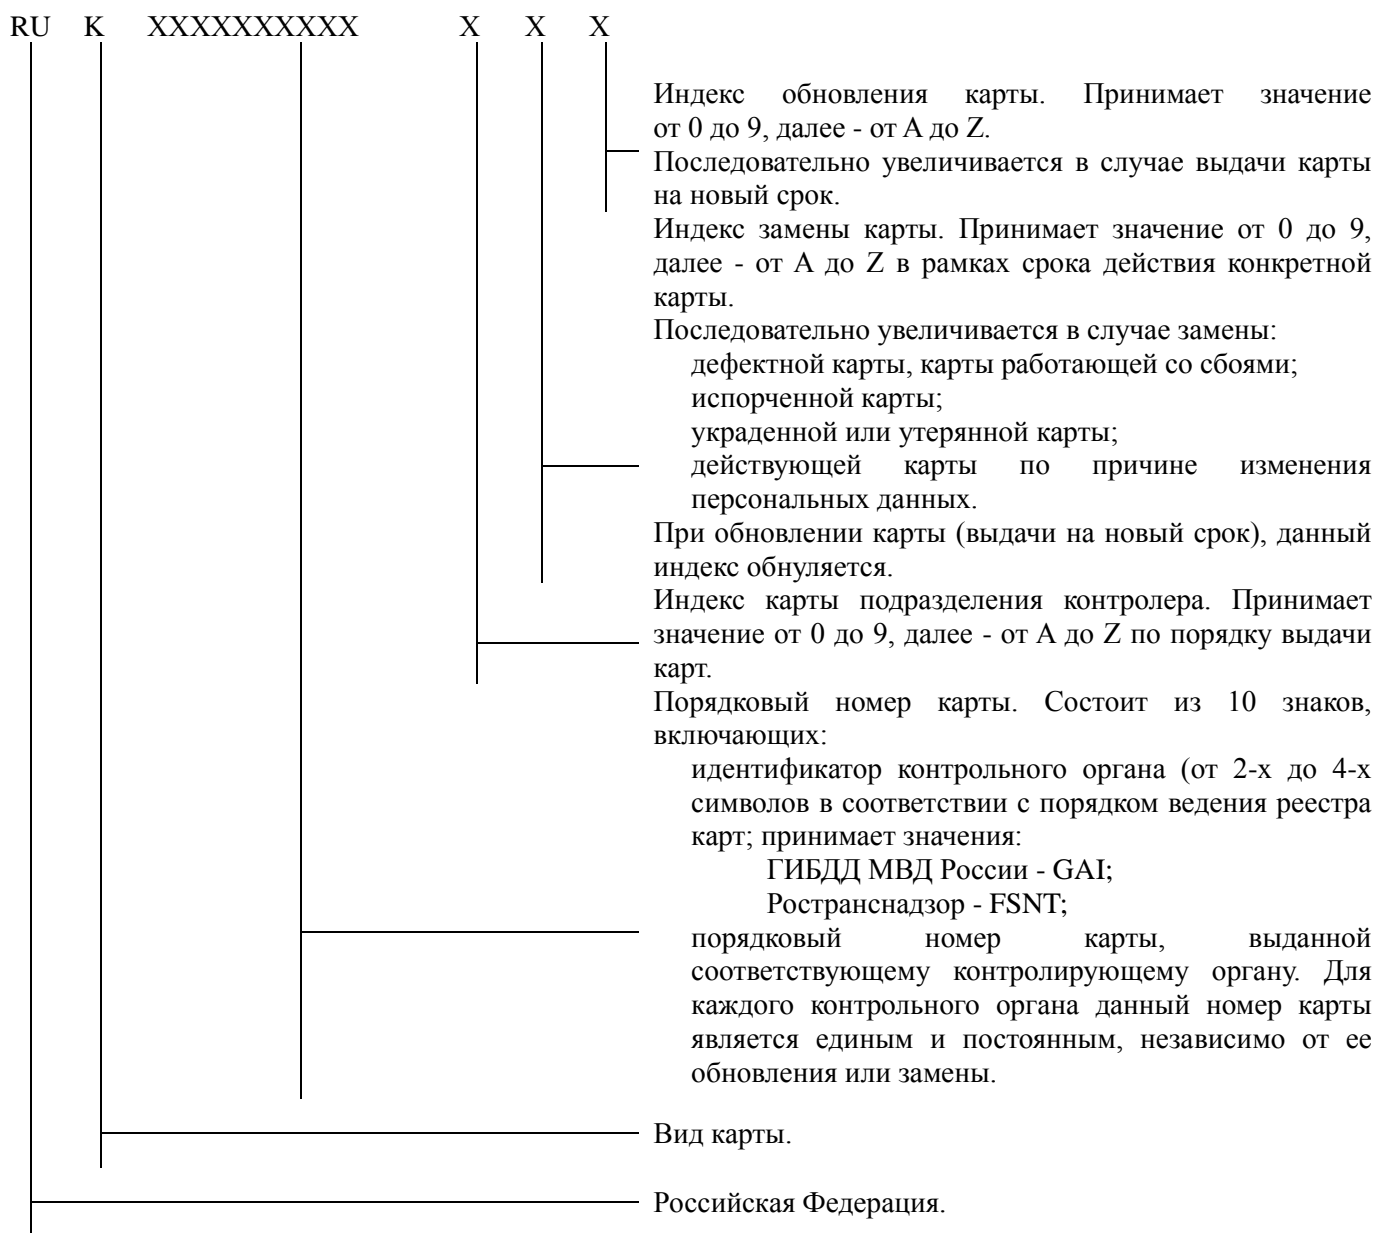 RU K XXXXXXXXXX X X X
Индекс обновления карты. Принимает значение
от 0 до 9, далее - от A до Z.
Последовательно увеличивается в случае выдачи карты
на новый срок.
Индекс замены карты. Принимает значение от 0 до 9,
далее - от A до Z в рамках срока действия конкретной
карты.
Последовательно увеличивается в случае замены:
дефектной карты, карты работающей со сбоями;
испорченной карты;
украденной или утерянной карты;
действующей карты по причине изменения
персональных данных.
При обновлении карты (выдачи на новый срок), данный
индекс обнуляется.
Индекс карты подразделения контролера. Принимает
значение от 0 до 9, далее - от A до Z по порядку выдачи
карт.
Порядковый номер карты. Состоит из 10 знаков,
включающих:
идентификатор контрольного органа (от 2-х до 4-х
символов в соответствии с порядком ведения реестра
карт; принимает значения:
ГИБДД МВД России - GAI;
Ространснадзор - FSNT;
порядковый номер карты, выданной
соответствующему контролирующему органу. Для
каждого контрольного органа данный номер карты
является единым и постоянным, независимо от ее
обновления или замены.
Вид карты.
Российская Федерация.